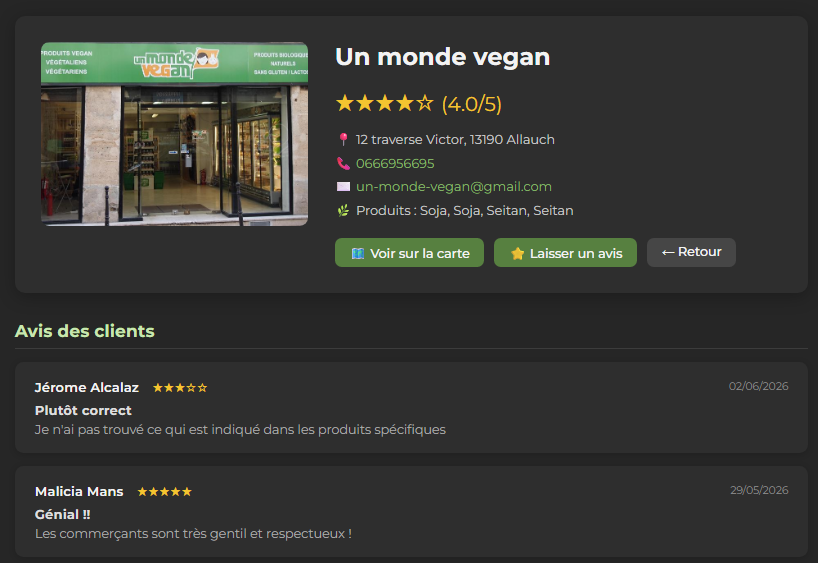 PRODUITS VEGAN
VÉGÉTALIENS
VÉGÉTARIENS
un monde
vegan
PRODUITS BIOLOGIQUE
NATURELS
SANS GLUTEN / LACTO
Un monde vegan
★★★★☆ (4.0/5)
12 traverse Victor, 13190 Allauch
0666956695
un-monde-vegan@gmail.com
Produits : Soja, Soja, Seitan, Seitan
Voir sur la carte
Laisser un avis
← Retour
Avis des clients
Jérome Alcalaz ★★★☆☆ 02/06/2026
Plutôt correct
Je n'ai pas trouvé ce qui est indiqué dans les produits spécifiques
Malicia Mans ★★★★★ 29/05/2026
Génial !!
Les commerçants sont très gentil et respectueux !